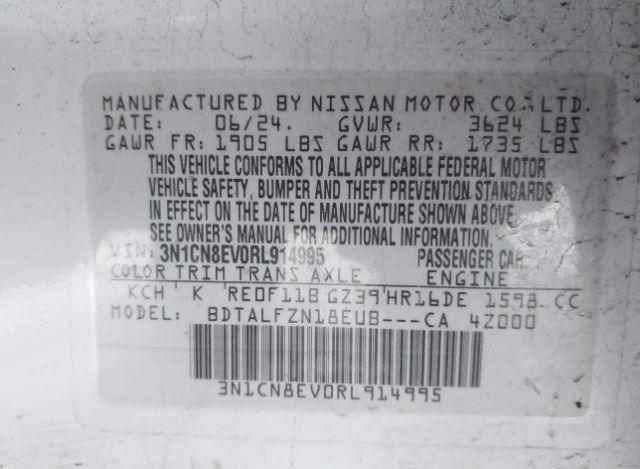 MANUFACTURED BY NISSAN MOTOR CO., LTD.
DATE: 06/24. GVWR: 3624 LBS
GAWR FR: 1905 LBS GAWR RR: 1735 LBS
THIS VEHICLE CONFORMS TO ALL APPLICABLE FEDERAL MOTOR
VEHICLE SAFETY, BUMPER AND THEFT PREVENTION STANDARDS
IN EFFECT ON THE DATE OF MANUFACTURE SHOWN ABOVE.
SEE OWNER'S MANUAL FOR ADDITIONAL INFORMATION.
VIN: 3N1CN8EV0RL914995 PASSENGER CAR
COLOR TRIM TRANS AXLE ENGINE
KCH K RE0F11B GZ39 HR16DE 1598 CC
MODEL: BDTALFZN18EUB---CA 4Z000
3N1CN8EV0RL914995